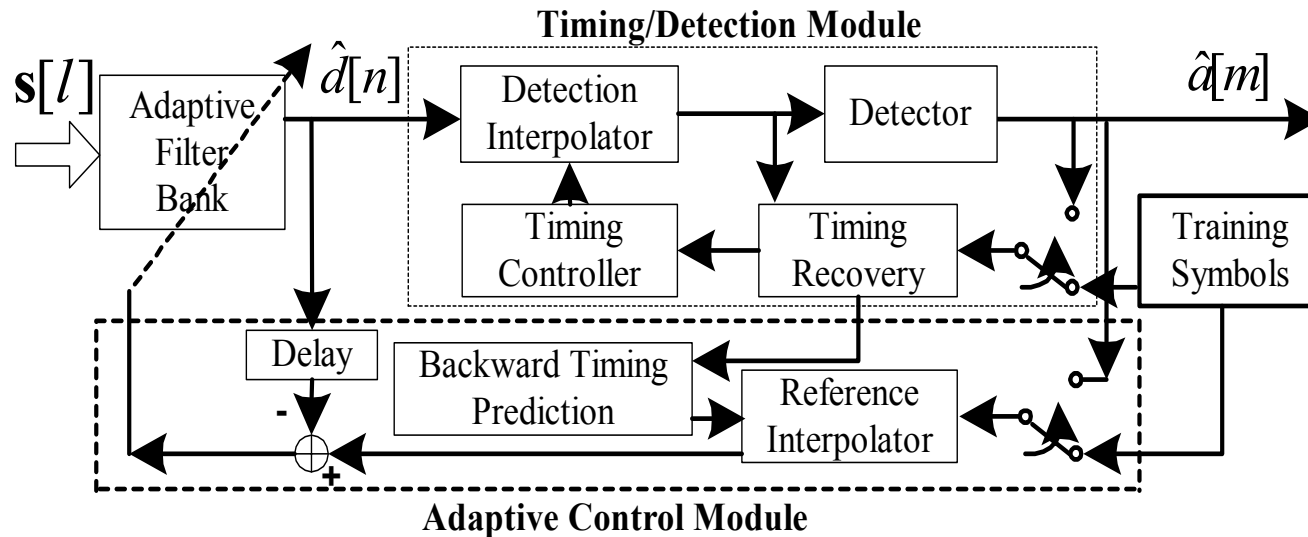 Timing/Detection Module
s[l]
Adaptive
Filter
Bank
d̂[n]
Detection
Interpolator
Detector
â[m]
Timing
Controller
Timing
Recovery
Training
Symbols
Delay
Backward Timing
Prediction
Reference
Interpolator
-
+
Adaptive Control Module